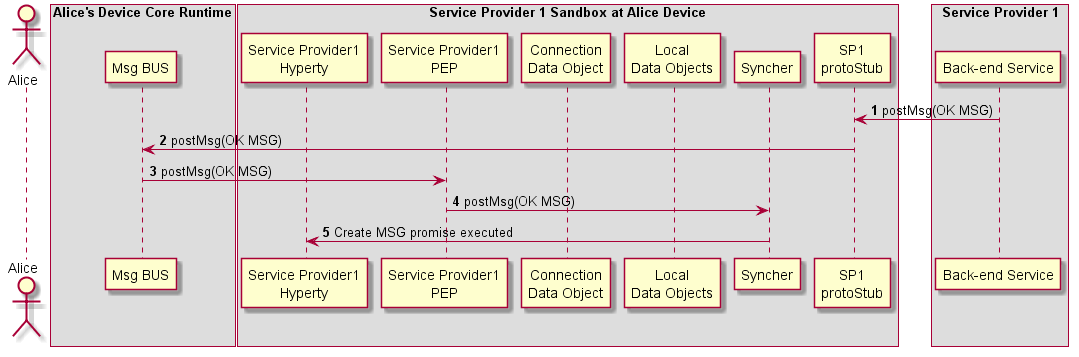 Alice's Device Core Runtime
Service Provider 1 Sandbox at Alice Device
Service Provider 1
Alice
Msg BUS
Service Provider1
Hyperty
Service Provider1
PEP
Connection
Data Object
Local
Data Objects
Syncher
SP1
protoStub
Back-end Service
1 postMsg(OK MSG)
2 postMsg(OK MSG)
3 postMsg(OK MSG)
4 postMsg(OK MSG)
5 Create MSG promise executed
Alice
Msg BUS
Service Provider1
Hyperty
Service Provider1
PEP
Connection
Data Object
Local
Data Objects
Syncher
SP1
protoStub
Back-end Service